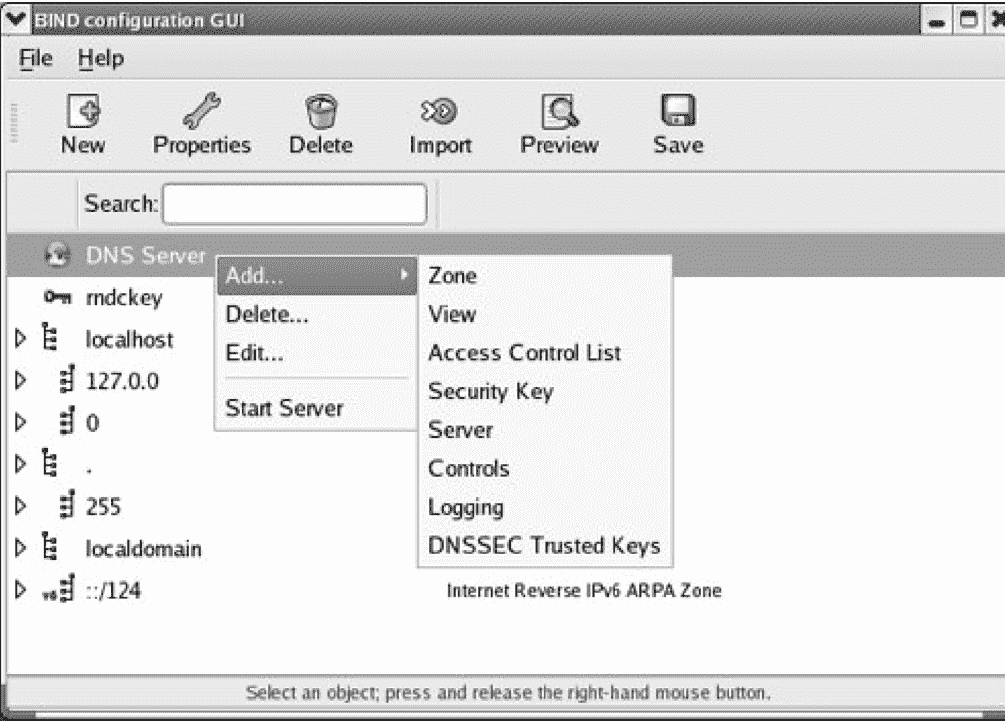 BIND configuration GUI
File Help
New Properties Delete Import Preview Save
Search:
DNS Server
Add... Zone
rndckey
Delete... View
localhost
Edit... Access Control List
127.0.0
Security Key
Start Server
0
Server
.
Controls
255
Logging
localdomain
DNSSEC Trusted Keys
v6 ::/124 Internet Reverse IPv6 ARPA Zone
Select an object; press and release the right-hand mouse button.